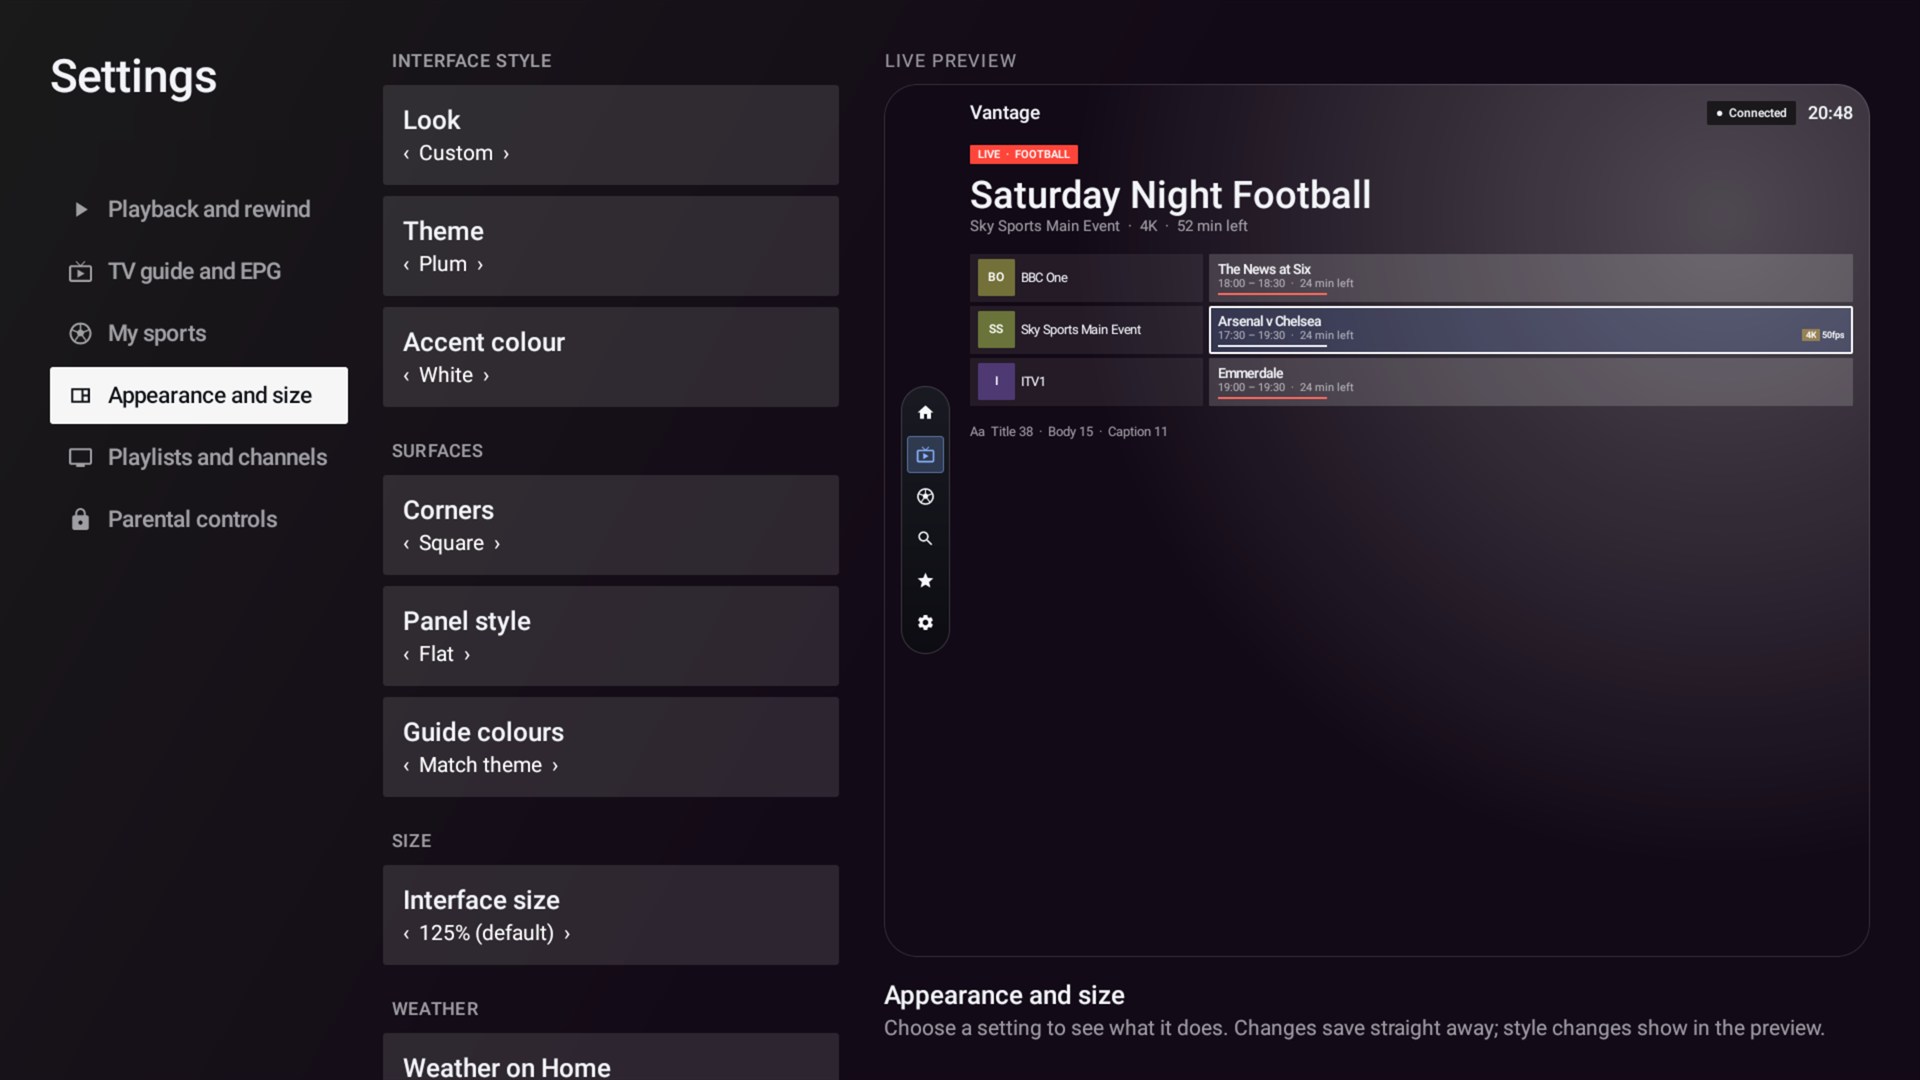 Settings
Playback and rewind
TV guide and EPG
My sports
Appearance and size
Playlists and channels
Parental controls
INTERFACE STYLE
Look
‹ Custom ›
Theme
‹ Plum ›
Accent colour
‹ White ›
SURFACES
Corners
‹ Square ›
Panel style
‹ Flat ›
Guide colours
‹ Match theme ›
SIZE
Interface size
‹ 125% (default) ›
WEATHER
Weather on Home
LIVE PREVIEW
Vantage
• Connected 20:48
LIVE · FOOTBALL
Saturday Night Football
Sky Sports Main Event · 4K · 52 min left
BO BBC One
The News at Six
18:00 – 18:30 · 24 min left
SS Sky Sports Main Event
Arsenal v Chelsea
17:30 – 19:30 · 24 min left
4K 50fps
I ITV1
Emmerdale
19:00 – 19:30 · 24 min left
Aa Title 38 · Body 15 · Caption 11
Appearance and size
Choose a setting to see what it does. Changes save straight away; style changes show in the preview.